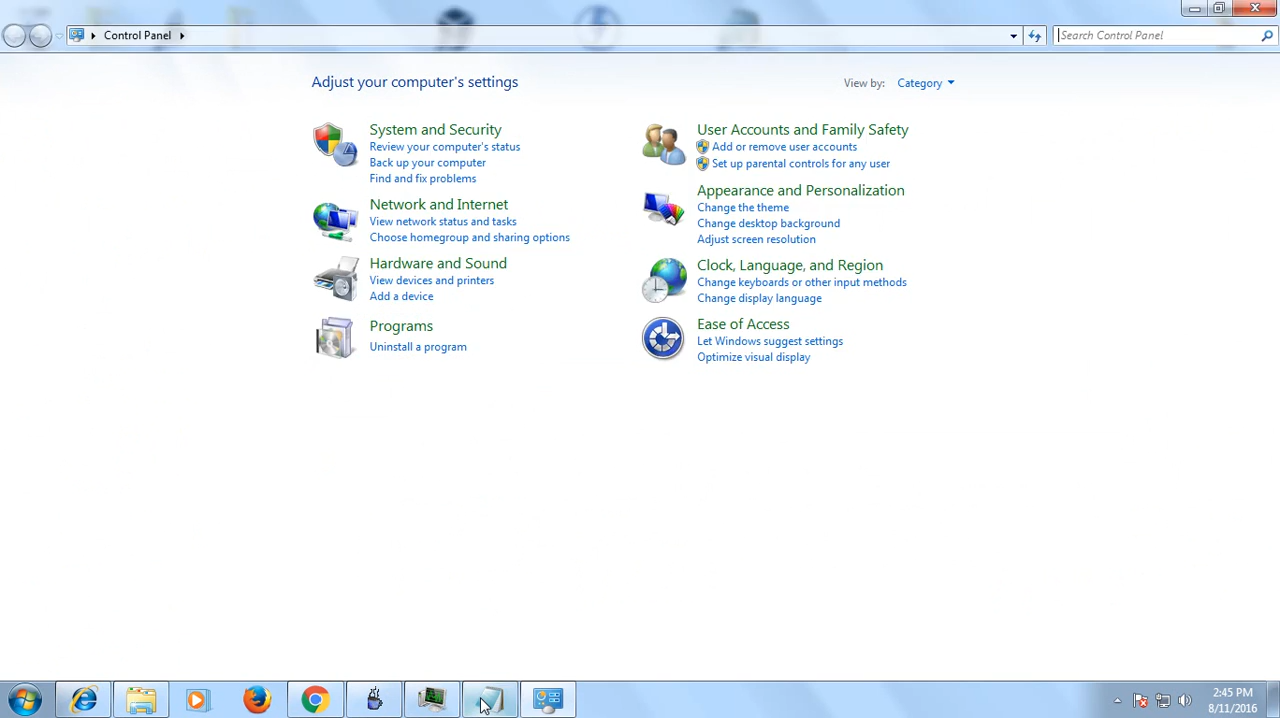 Control Panel
Search Control Panel
Adjust your computer's settings
View by: Category
System and Security
Review your computer's status
Back up your computer
Find and fix problems
Network and Internet
View network status and tasks
Choose homegroup and sharing options
Hardware and Sound
View devices and printers
Add a device
Programs
Uninstall a program
User Accounts and Family Safety
Add or remove user accounts
Set up parental controls for any user
Appearance and Personalization
Change the theme
Change desktop background
Adjust screen resolution
Clock, Language, and Region
Change keyboards or other input methods
Change display language
Ease of Access
Let Windows suggest settings
Optimize visual display
2:45 PM
8/11/2016